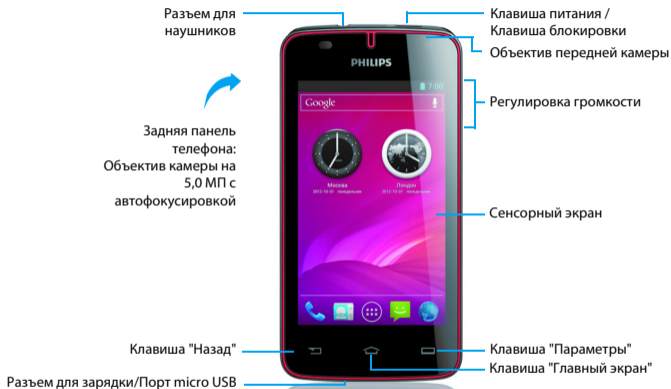 Разъем для
наушников
Клавиша питания /
Клавиша блокировки
Объектив передней камеры
PHILIPS
7:00
Google
Регулировка громкости
Задняя панель
телефона:
Объектив камеры на
5,0 МП с
автофокусировкой
Москва
Лондон
Сенсорный экран
Клавиша "Назад"
Клавиша "Параметры"
Клавиша "Главный экран"
Разъем для зарядки/Порт micro USB